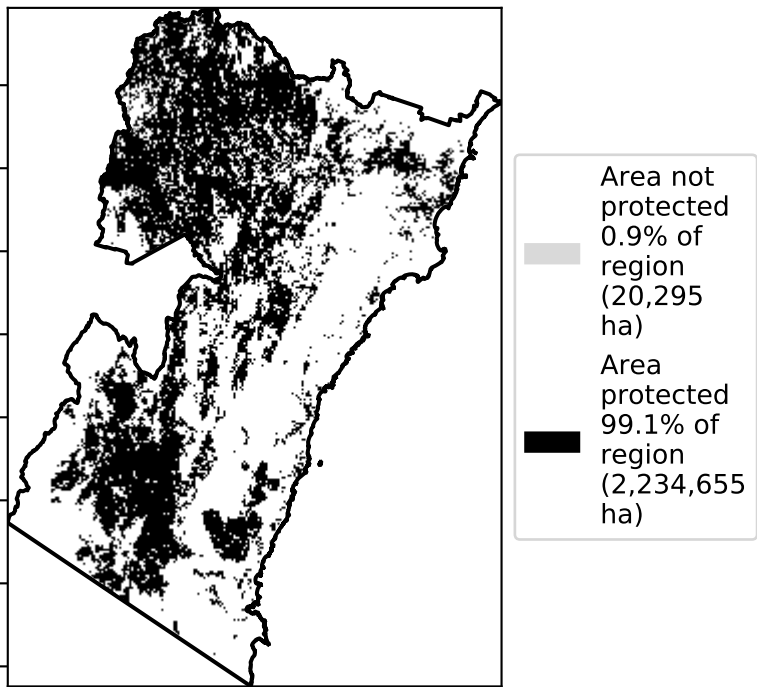 Area not
protected
0.9% of
region
(20,295
ha)
Area
protected
99.1% of
region
(2,234,655
ha)